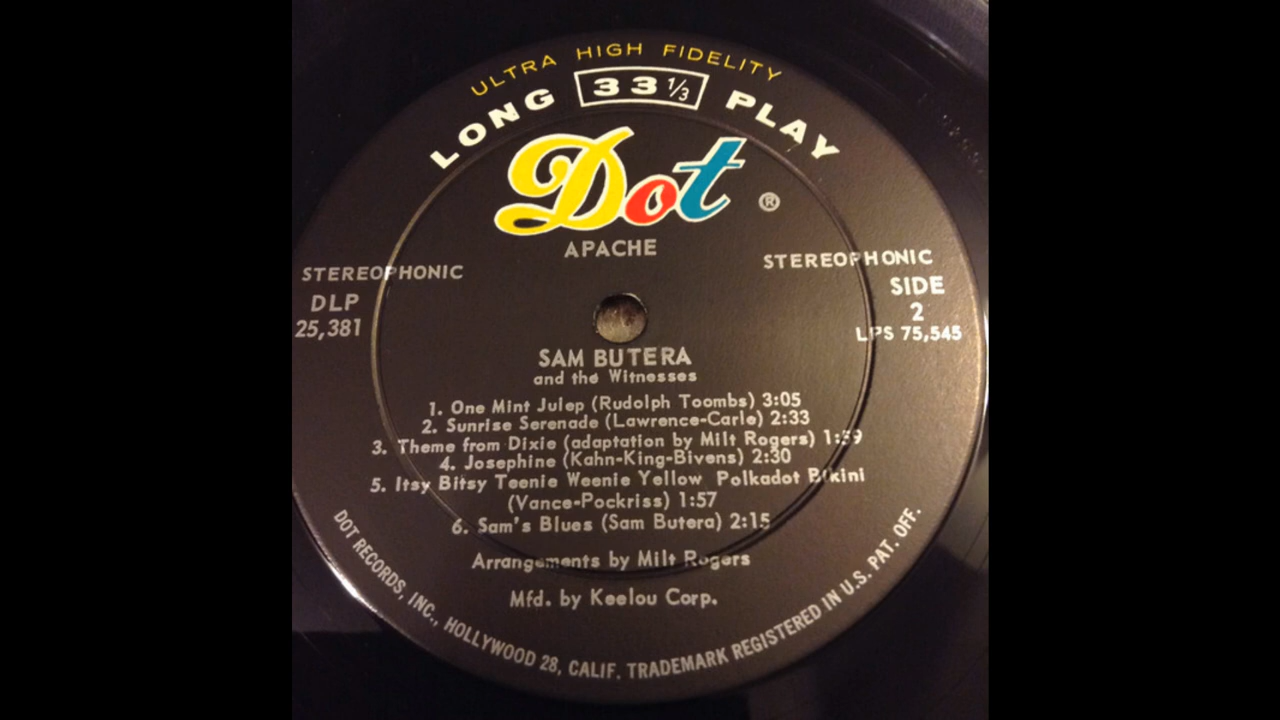 ULTRA HIGH FIDELITY
LONG 33 1/3 PLAY
Dot ®
APACHE
STEREOPHONIC
DLP
25,381
STEREOPHONIC
SIDE
2
LPS 75,545
SAM BUTERA
and the Witnesses
1. One Mint Julep (Rudolph Toombs) 3:05
2. Sunrise Serenade (Lawrence-Carle) 2:33
3. Theme from Dixie (adaptation by Milt Rogers) 1:39
4. Josephine (Kahn-King-Bivens) 2:30
5. Itsy Bitsy Teenie Weenie Yellow Polkadot Bikini
(Vance-Pockriss) 1:57
6. Sam's Blues (Sam Butera) 2:15
Arrangements by Milt Rogers
Mfd. by Keelou Corp.
DOT RECORDS, INC., HOLLYWOOD 28, CALIF. TRADEMARK REGISTERED IN U.S. PAT. OFF.